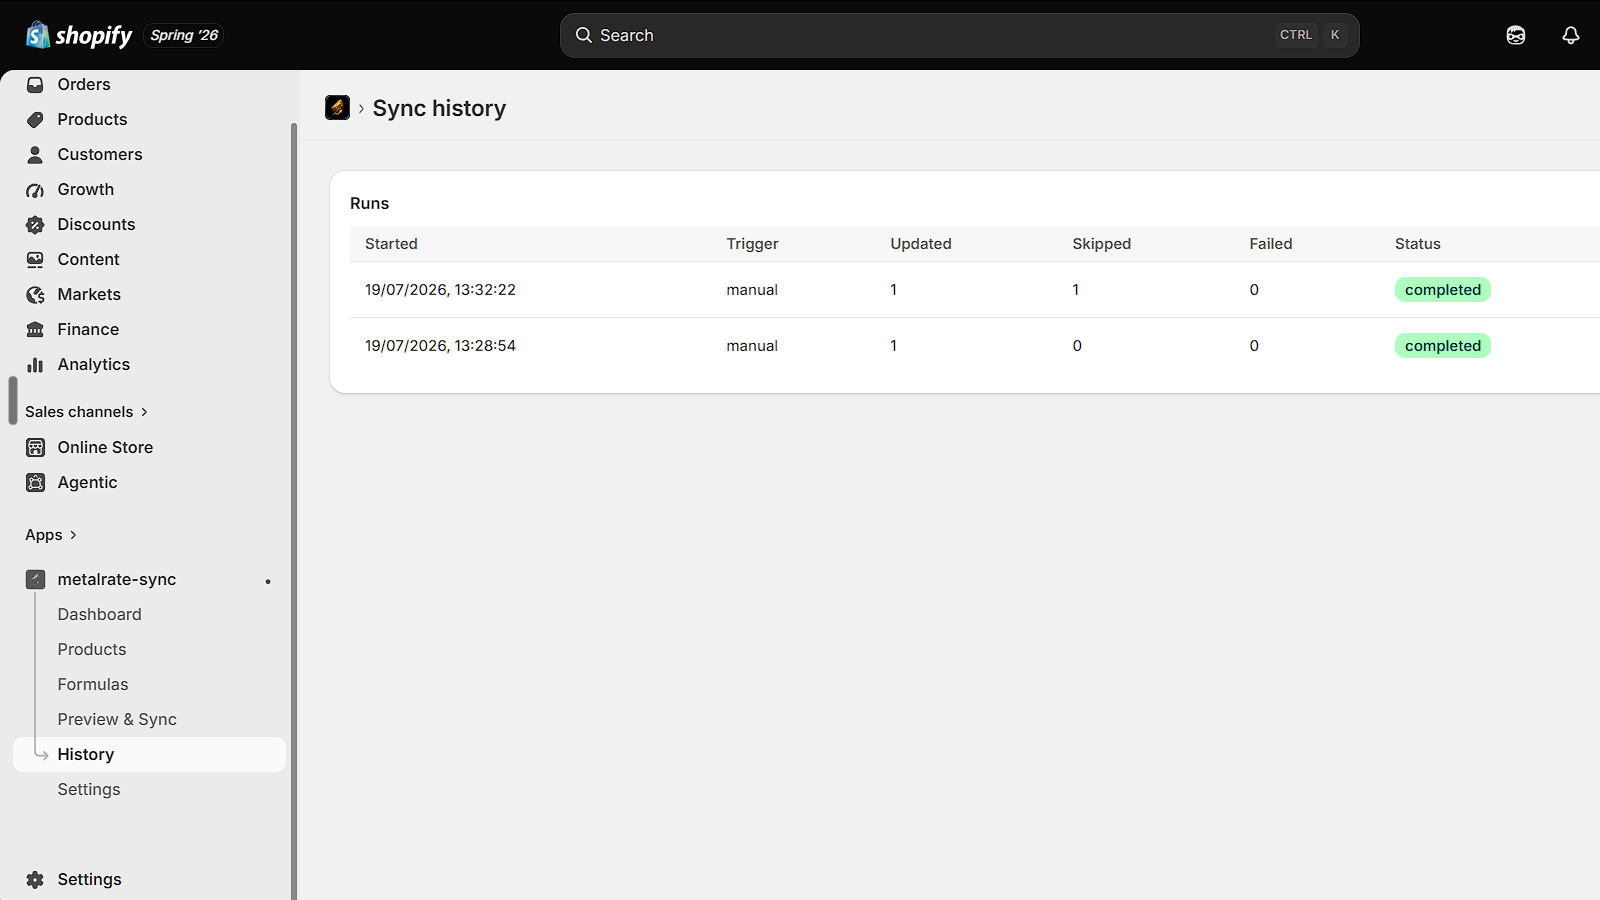 shopify Spring '26
Search CTRL K
Orders
Products
Customers
Growth
Discounts
Content
Markets
Finance
Analytics
Sales channels
Online Store
Agentic
Apps
metalrate-sync
Dashboard
Products
Formulas
Preview & Sync
History
Settings
Settings
Sync history
Runs
Started Trigger Updated Skipped Failed Status
19/07/2026, 13:32:22 manual 1 1 0 completed
19/07/2026, 13:28:54 manual 1 0 0 completed